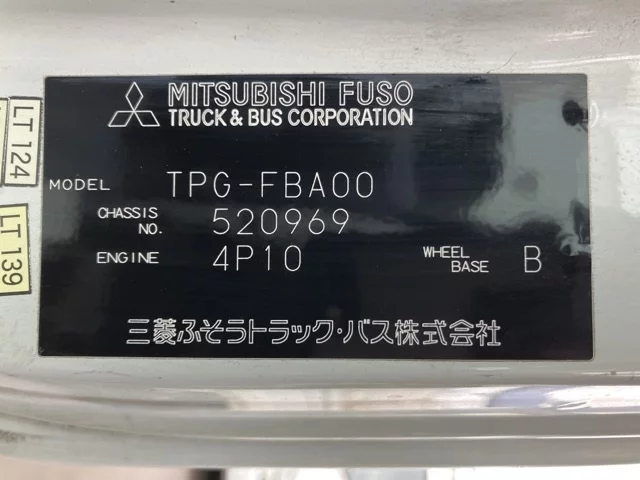 MITSUBISHI FUSO
TRUCK & BUS CORPORATION
MODEL TPG-FBA00
CHASSIS NO. 520969
ENGINE 4P10 WHEEL BASE B
三菱ふそうトラック・バス株式会社
LT 124
LT 139